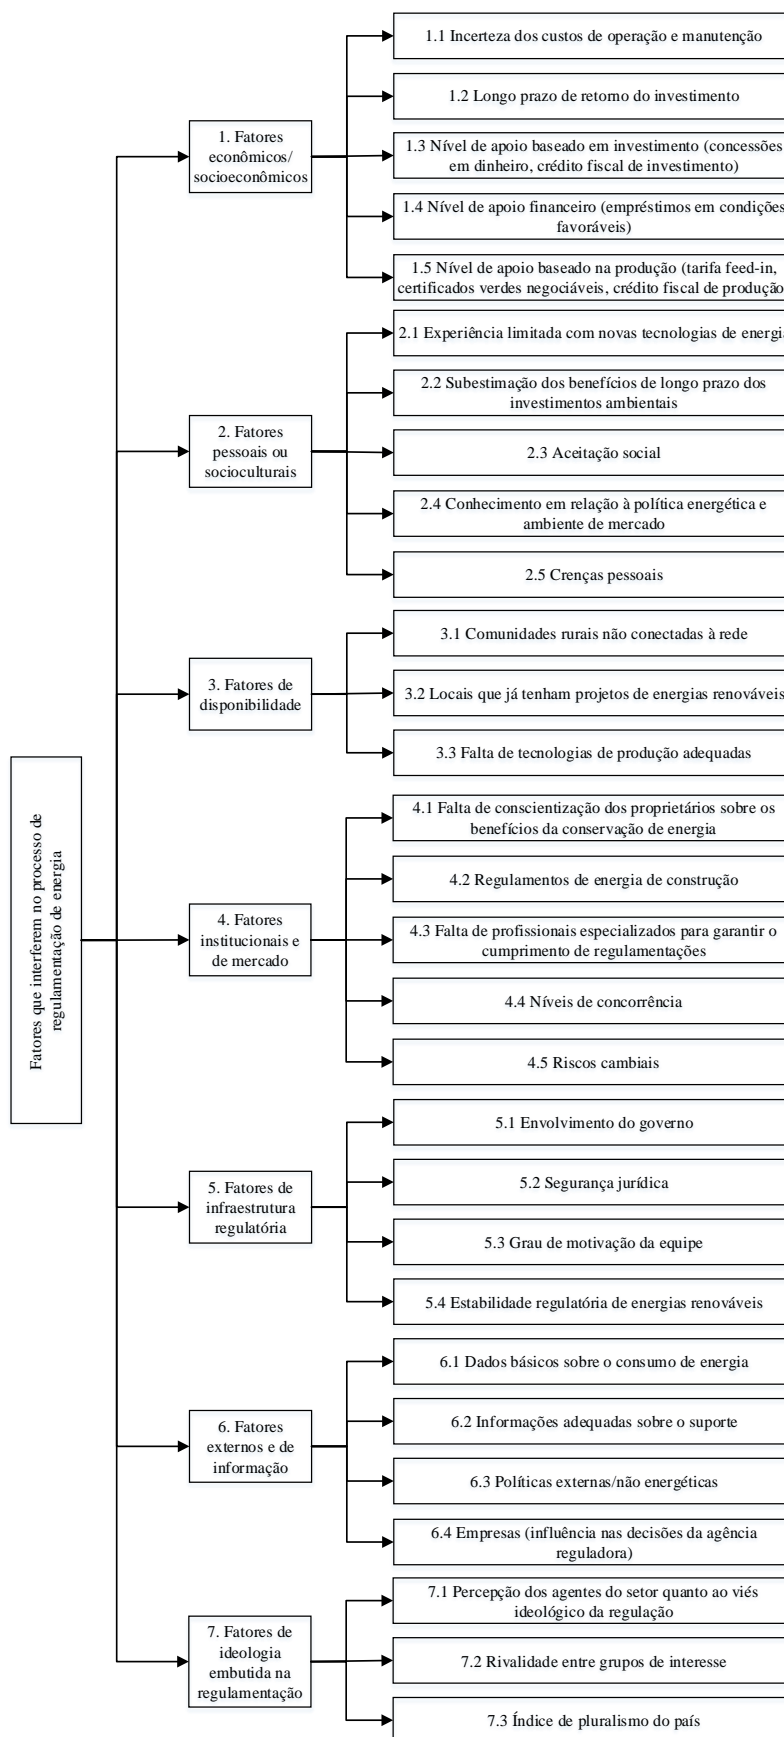 Fatores que interferem no processo de
regulamentação de energia
1. Fatores
econômicos/
socioeconômicos
1.1 Incerteza dos custos de operação e manutenção
1.2 Longo prazo de retorno do investimento
1.3 Nível de apoio baseado em investimento (concessões
em dinheiro, crédito fiscal de investimento)
1.4 Nível de apoio financeiro (empréstimos em condições
favoráveis)
1.5 Nível de apoio baseado na produção (tarifa feed-in,
certificados verdes negociáveis, crédito fiscal de produção
2. Fatores
pessoais ou
socioculturais
2.1 Experiência limitada com novas tecnologias de energia
2.2 Subestimação dos benefícios de longo prazo dos
investimentos ambientais
2.3 Aceitação social
2.4 Conhecimento em relação à política energética e
ambiente de mercado
2.5 Crenças pessoais
3. Fatores de
disponibilidade
3.1 Comunidades rurais não conectadas à rede
3.2 Locais que já tenham projetos de energias renováveis
3.3 Falta de tecnologias de produção adequadas
4. Fatores
institucionais e
de mercado
4.1 Falta de conscientização dos proprietários sobre os
benefícios da conservação de energia
4.2 Regulamentos de energia de construção
4.3 Falta de profissionais especializados para garantir o
cumprimento de regulamentações
4.4 Níveis de concorrência
4.5 Riscos cambiais
5. Fatores de
infraestrutura
regulatória
5.1 Envolvimento do governo
5.2 Segurança jurídica
5.3 Grau de motivação da equipe
5.4 Estabilidade regulatória de energias renováveis
6. Fatores
externos e de
informação
6.1 Dados básicos sobre o consumo de energia
6.2 Informações adequadas sobre o suporte
6.3 Políticas externas/não energéticas
6.4 Empresas (influência nas decisões da agência
reguladora)
7. Fatores de
ideologia
embutida na
regulamentação
7.1 Percepção dos agentes do setor quanto ao viés
ideológico da regulação
7.2 Rivalidade entre grupos de interesse
7.3 Índice de pluralismo do país